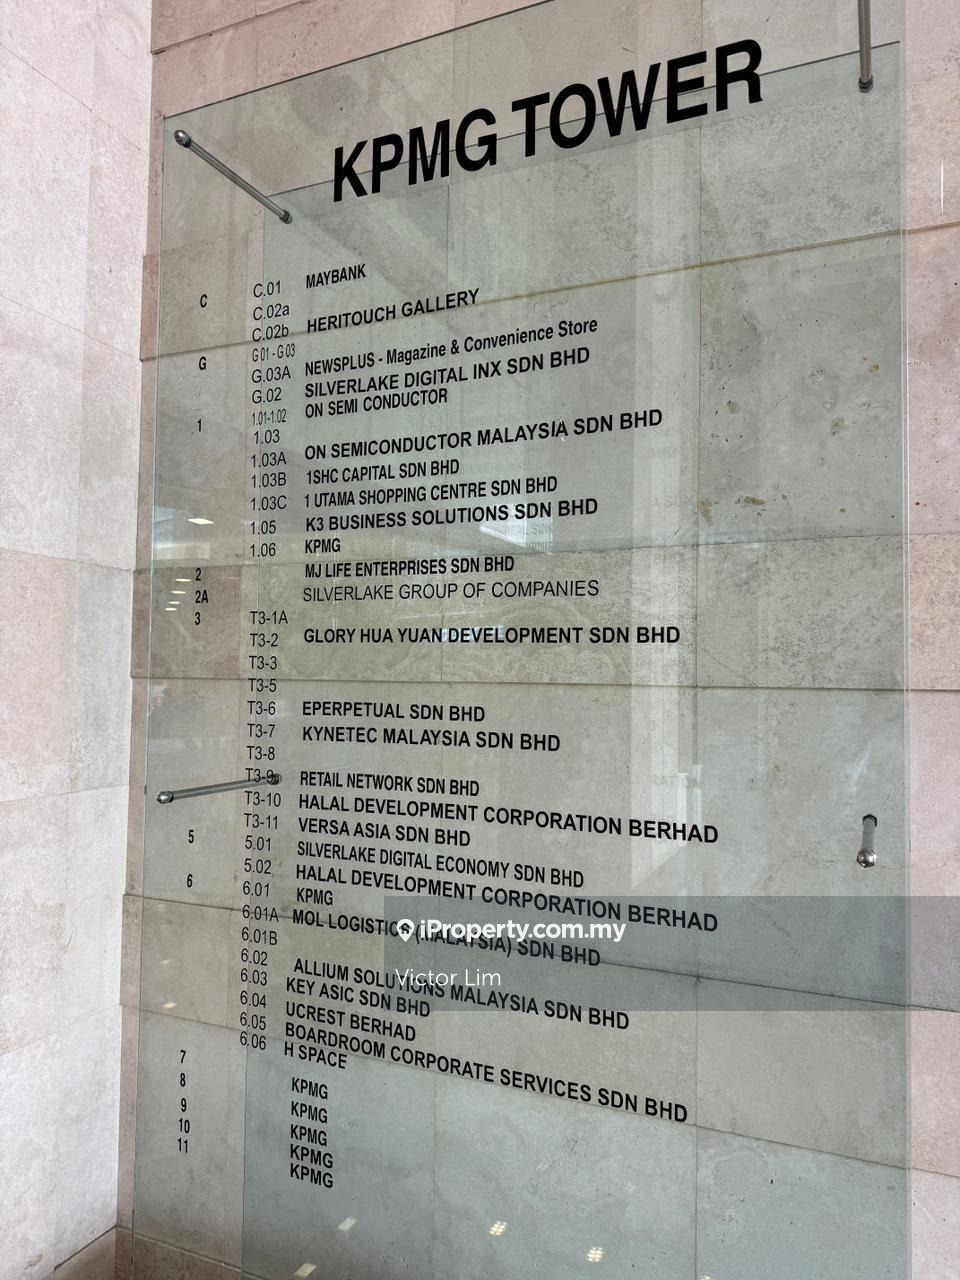 KPMG TOWER
C C.01 MAYBANK
C.02a
C.02b HERITOUCH GALLERY
G G 01 - G 03
G.03A NEWSPLUS - Magazine & Convenience Store
G.02 SILVERLAKE DIGITAL INX SDN BHD
1 1.01-1.02 ON SEMI CONDUCTOR
1.03
1.03A ON SEMICONDUCTOR MALAYSIA SDN BHD
1.03B 1SHC CAPITAL SDN BHD
1.03C 1 UTAMA SHOPPING CENTRE SDN BHD
1.05 K3 BUSINESS SOLUTIONS SDN BHD
1.06 KPMG
2 MJ LIFE ENTERPRISES SDN BHD
2A SILVERLAKE GROUP OF COMPANIES
3 T3-1A
T3-2 GLORY HUA YUAN DEVELOPMENT SDN BHD
T3-3
T3-5
T3-6 EPERPETUAL SDN BHD
T3-7 KYNETEC MALAYSIA SDN BHD
T3-8
T3-9 RETAIL NETWORK SDN BHD
T3-10 HALAL DEVELOPMENT CORPORATION BERHAD
T3-11 VERSA ASIA SDN BHD
5 5.01 SILVERLAKE DIGITAL ECONOMY SDN BHD
5.02 HALAL DEVELOPMENT CORPORATION BERHAD
6 6.01 KPMG
6.01A MOL LOGISTICS (MALAYSIA) SDN BHD
6.01B
6.02 ALLIUM SOLUTIONS MALAYSIA SDN BHD
6.03 KEY ASIC SDN BHD
6.04 UCREST BERHAD
6.05 BOARDROOM CORPORATE SERVICES SDN BHD
6.06 H SPACE
7 KPMG
8 KPMG
9 KPMG
10 KPMG
11 KPMG
iProperty.com.my
Victor Lim